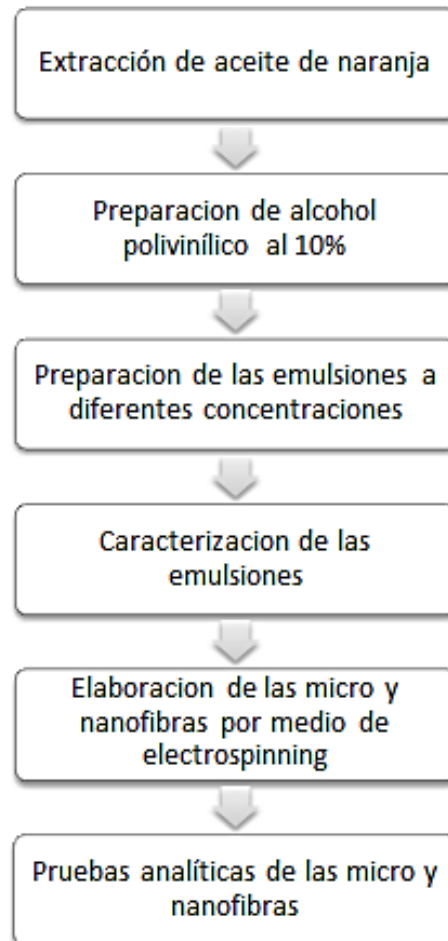 Extracción de aceite de naranja
Preparacion de alcohol
polivinílico al 10%
Preparacion de las emulsiones a
diferentes concentraciones
Caracterizacion de las
emulsiones
Elaboracion de las micro y
nanofibras por medio de
electrospinning
Pruebas analíticas de las micro y
nanofibras